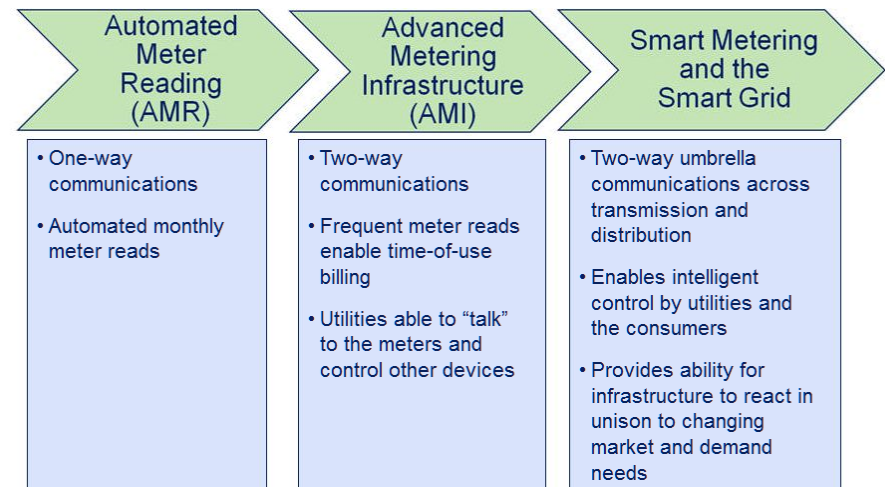 Automated
Meter
Reading
(AMR)
• One-way
communications
• Automated monthly
meter reads
Advanced
Metering
Infrastructure
(AMI)
• Two-way
communications
• Frequent meter reads
enable time-of-use
billing
• Utilities able to “talk”
to the meters and
control other devices
Smart Metering
and the
Smart Grid
• Two-way umbrella
communications across
transmission and
distribution
• Enables intelligent
control by utilities and
the consumers
• Provides ability for
infrastructure to react in
unison to changing
market and demand
needs